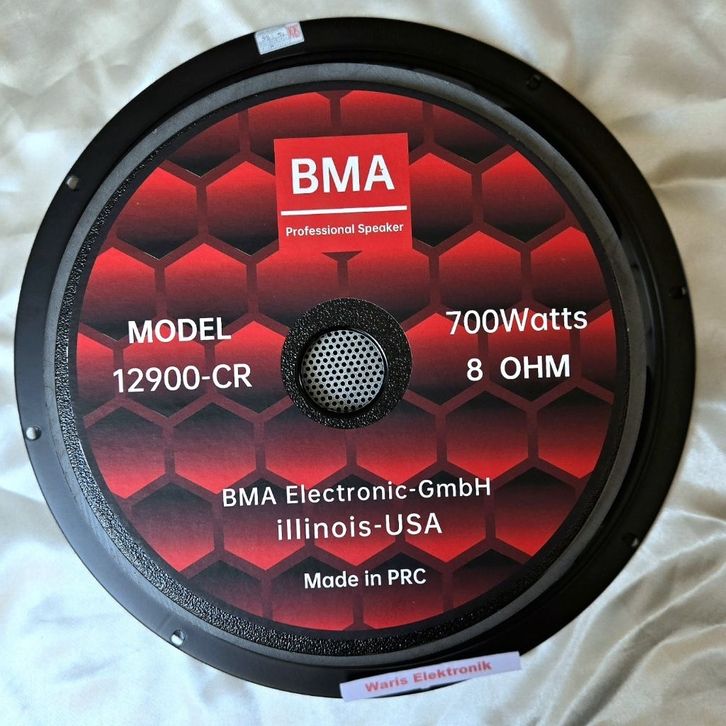 BMA
Professional Speaker
MODEL
12900-CR
700Watts
8 OHM
BMA Electronic-GmbH
illinois-USA
Made in PRC
Waris Elektronik